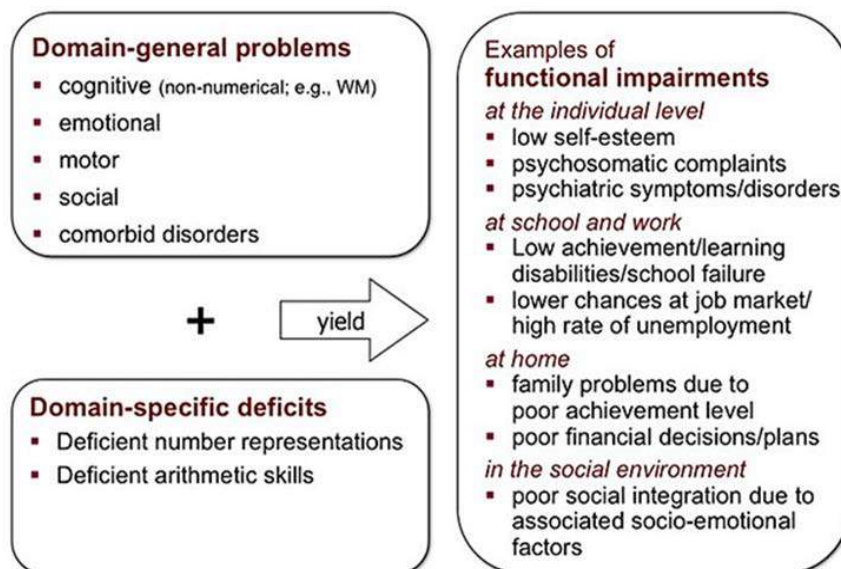 Domain-general problems
▪ cognitive (non-numerical; e.g., WM)
▪ emotional
▪ motor
▪ social
▪ comorbid disorders
+
yield
Domain-specific deficits
▪ Deficient number representations
▪ Deficient arithmetic skills
Examples of
functional impairments
at the individual level
▪ low self-esteem
▪ psychosomatic complaints
▪ psychiatric symptoms/disorders
at school and work
▪ Low achievement/learning
disabilities/school failure
▪ lower chances at job market/
high rate of unemployment
at home
▪ family problems due to
poor achievement level
▪ poor financial decisions/plans
in the social environment
▪ poor social integration due to
associated socio-emotional
factors